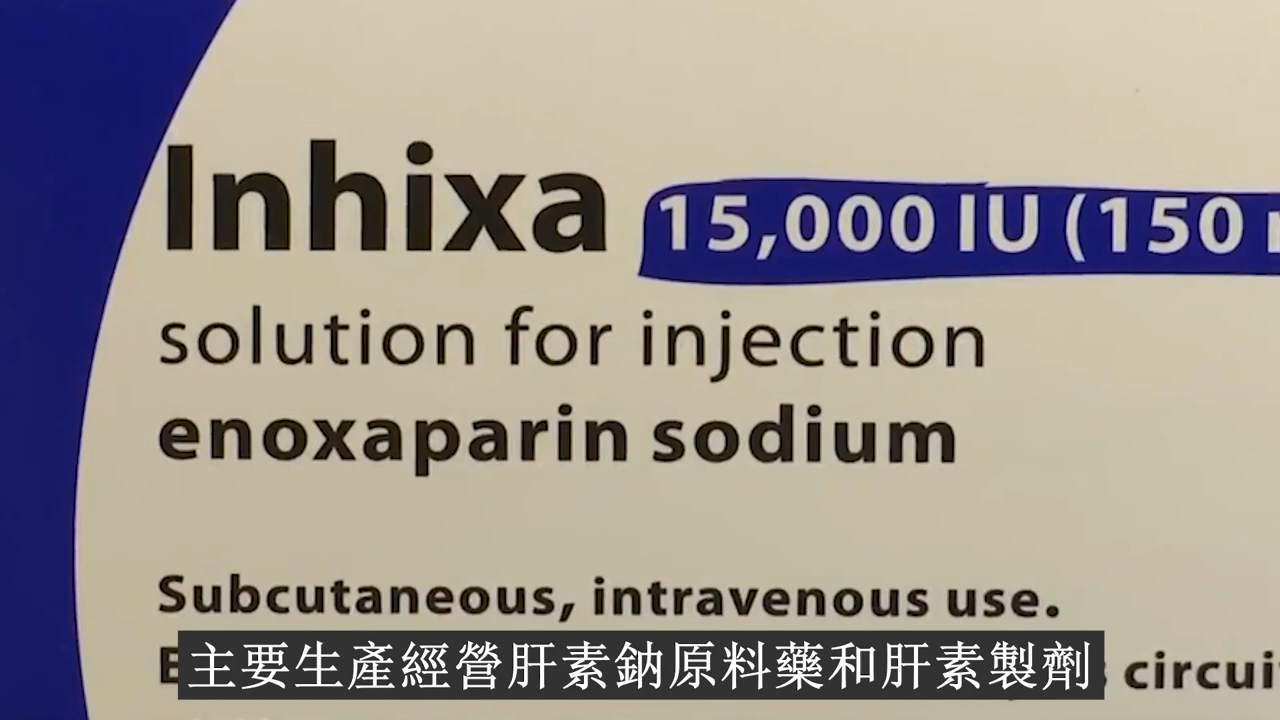 Inhixa 15,000 IU (150
solution for injection
enoxaparin sodium
Subcutaneous, intravenous use.
circui
主要生產經營肝素鈉原料藥和肝素製劑